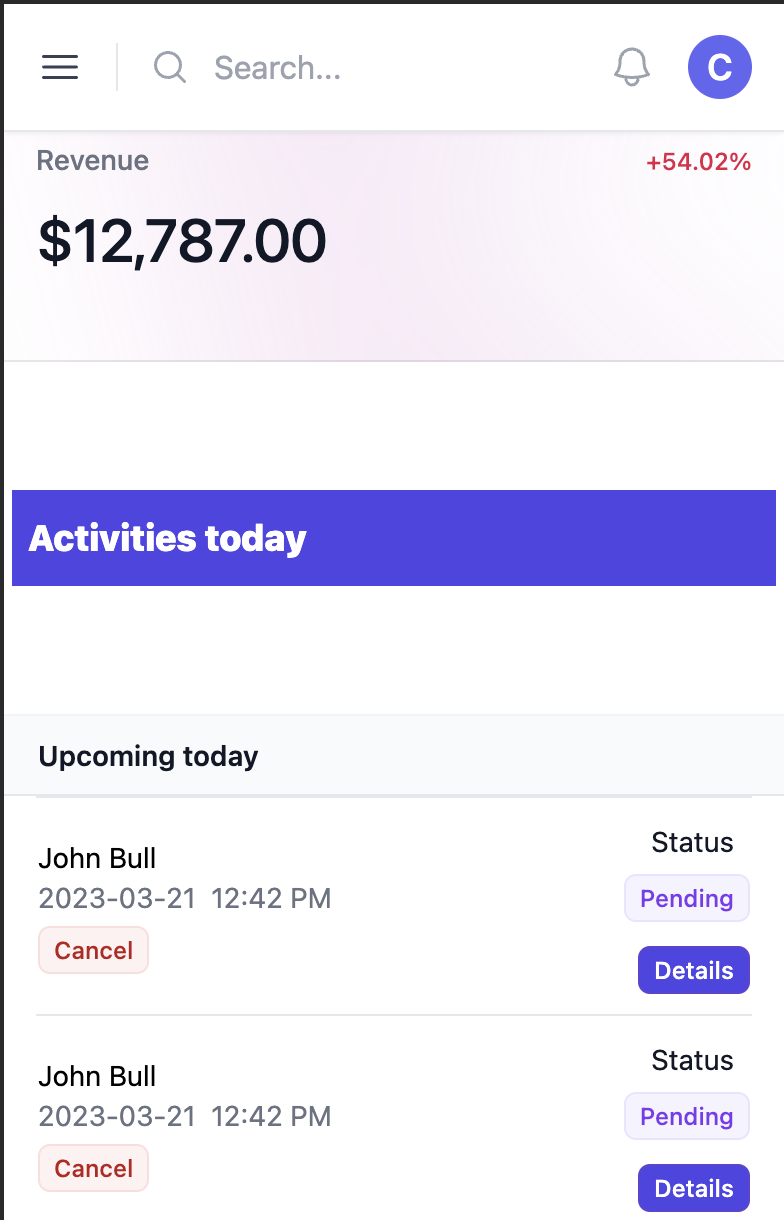 Search...
C
Revenue
+54.02%
$12,787.00
Activities today
Upcoming today
John Bull
2023-03-21 12:42 PM
Cancel
Status
Pending
Details
John Bull
2023-03-21 12:42 PM
Cancel
Status
Pending
Details